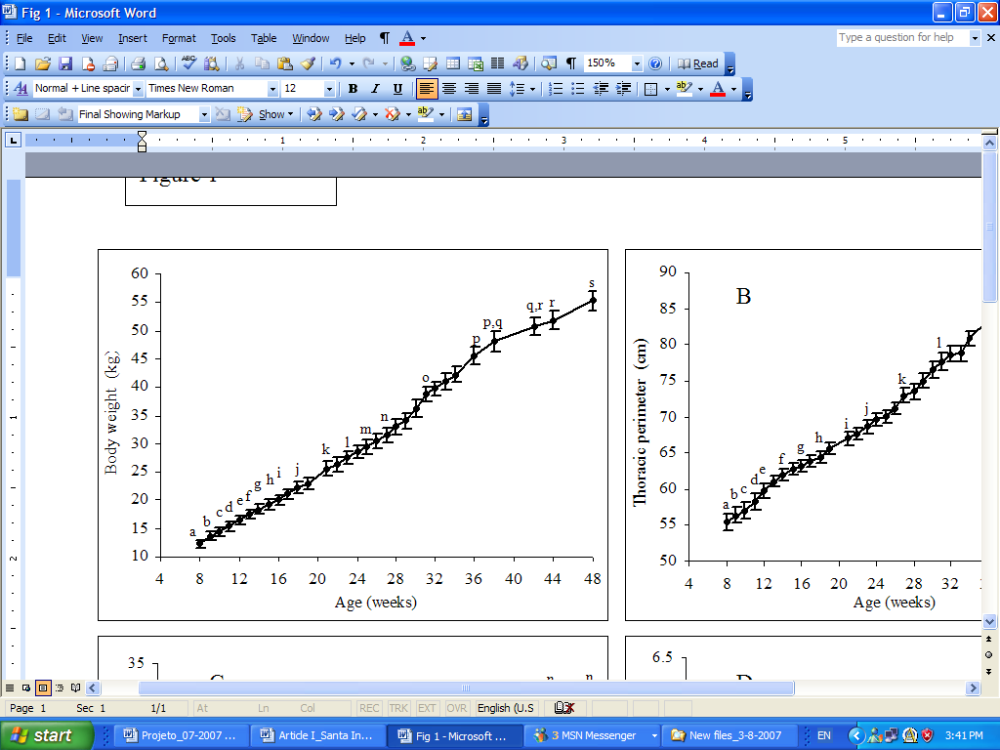 Fig 1 - Microsoft Word
File Edit View Insert Format Tools Table Window Help
Type a question for help
150% Read
Normal + Line spacir Times New Roman 12 B I U
Final Showing Markup Show
1 2 3 4 5
Figure 1
60
55
50
45
40
35
30
25
20
15
10
Body weight (kg)
a b c d e f g h i j k l m n o p p,q q,r r s
4 8 12 16 20 24 28 32 36 40 44 48
Age (weeks)
B
90
85
80
75
70
65
60
55
50
Thoracic perimeter (cm)
a b c d e f g h i j k l
4 8 12 16 20 24 28 32
Age (weeks)
35
6.5
Page 1 Sec 1 1/1 At Ln Col REC TRK EXT OVR English (U.S
start Projeto_07-2007 ... Article I_Santa In... Fig 1 - Microsoft ... 3 MSN Messenger New files_3-8-2007 EN 3:41 PM